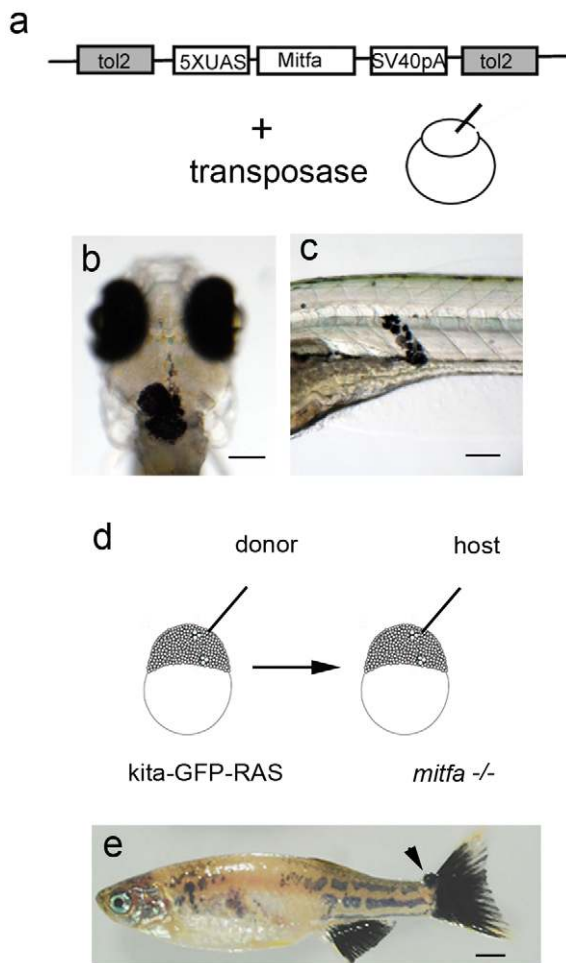 a
tol2 5XUAS Mitfa SV40pA tol2
+
transposase
b
c
d
donor host
kita-GFP-RAS mitfa -/-
e